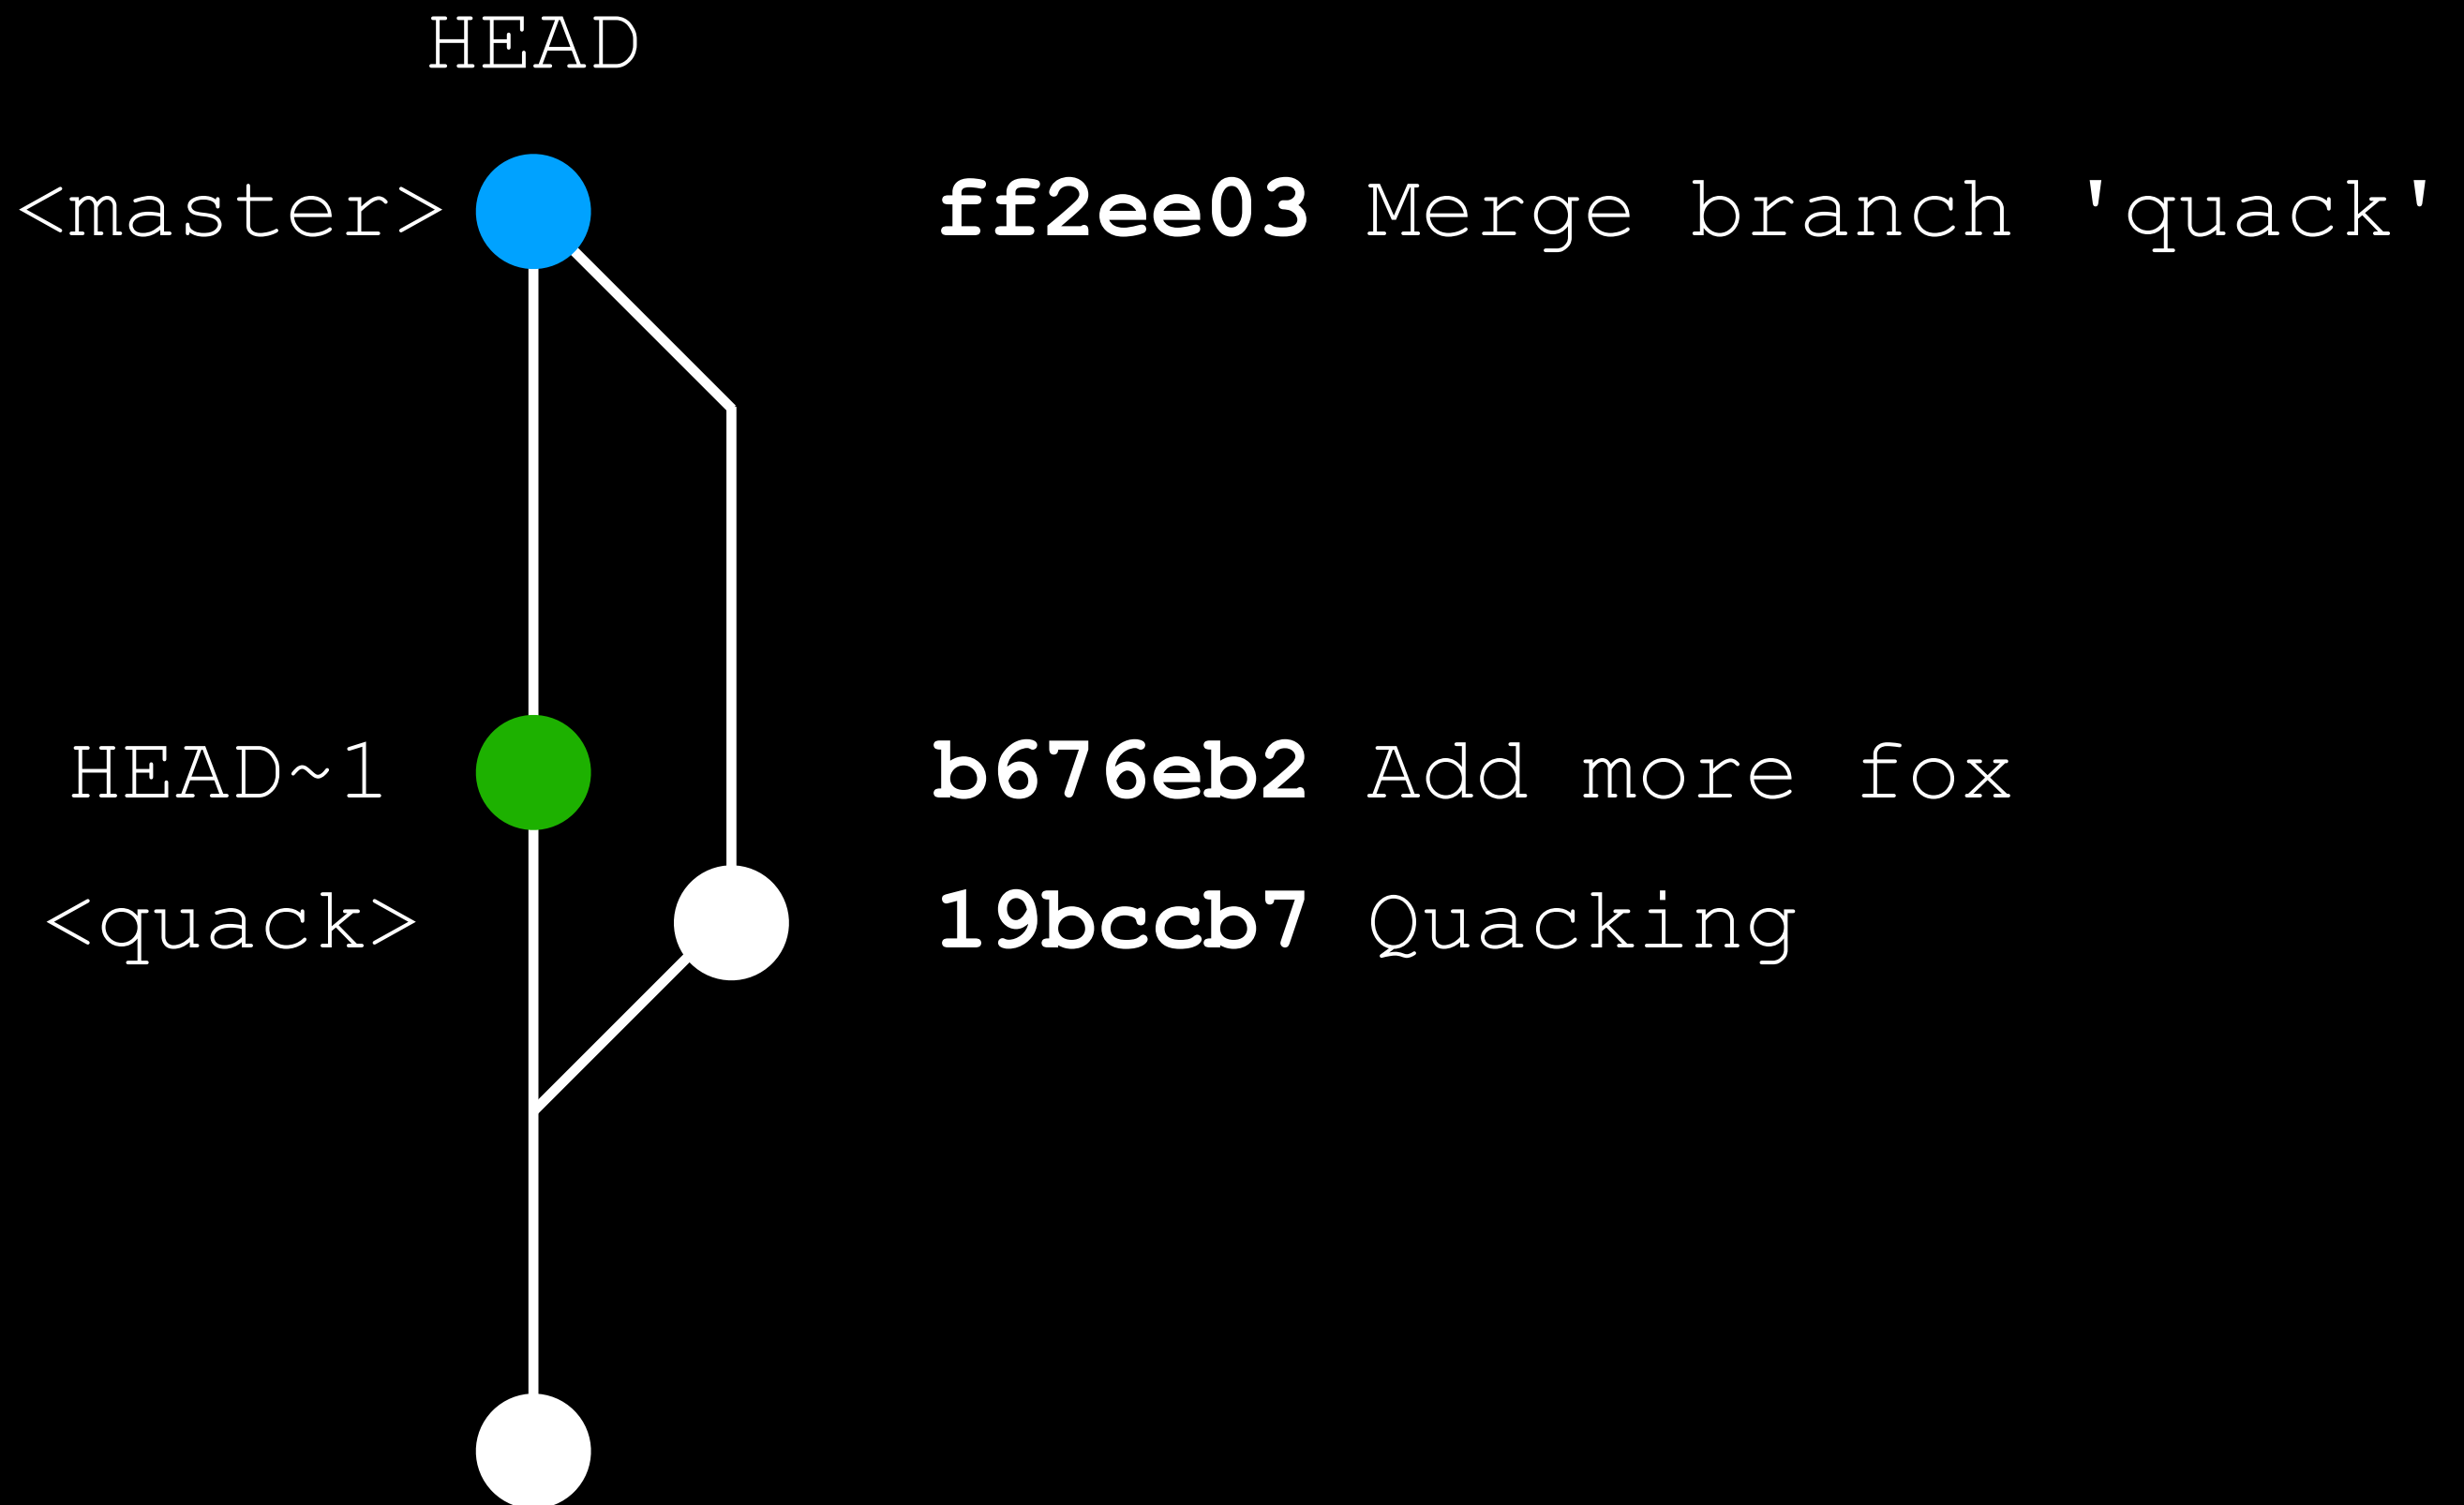 HEAD
<master> ff2ee03 Merge branch 'quack'
HEAD~1 b676eb2 Add more fox
<quack> 19bccb7 Quacking